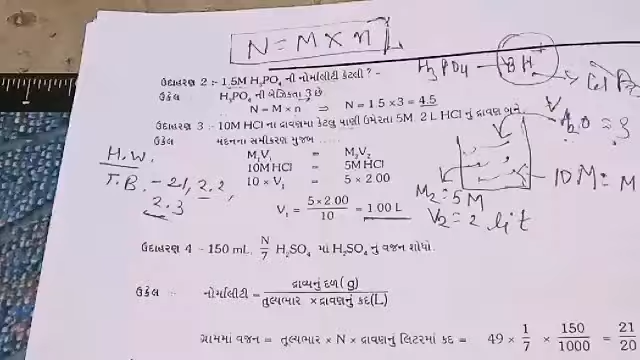 N = M × n
ઉદાહરણ 2 :- 1.5M H₃PO₄ ની નોર્માલીટી કેટલી ? -
H₃PO₄ - 3H⁺
ઉકેલ H₃PO₄ ની બેઝિકતા 3 છે
∴ N = M × n ⇒ N = 1.5 × 3 = 4.5
ઉદાહરણ 3 :- 10M HCl ના દ્રાવણમાં કેટલુ પાણી ઉમેરતા 5M 2 L HCl નું દ્રાવણ બને.
ઉકેલ મંદનના સમીકરણ મુજબ .....
H₂O = ?
H.W. M₁V₁ = M₂V₂
10M HCl = 5M HCl
T.B. - 21, 2.2, 10 × V₁ = 5 × 2.00
10 M = M
2.3
M₂ = 5 M
V₁ = 5 × 2.00 / 10 = 1.00 L
V₂ = 2 lit
ઉદાહરણ 4 - 150 mL. N/7 H₂SO₄ માં H₂SO₄ નું વજન શોધો.
ઉકેલ :- નોર્માલીટી = દ્રાવ્યનું દળ(g) / તુલ્યભાર × દ્રાવણનું કદ(L)
ગ્રામમાં વજન = તુલ્યભાર × N × દ્રાવણનું લિટરમાં કદ = 49 × 1/7 × 150/1000 = 21/20